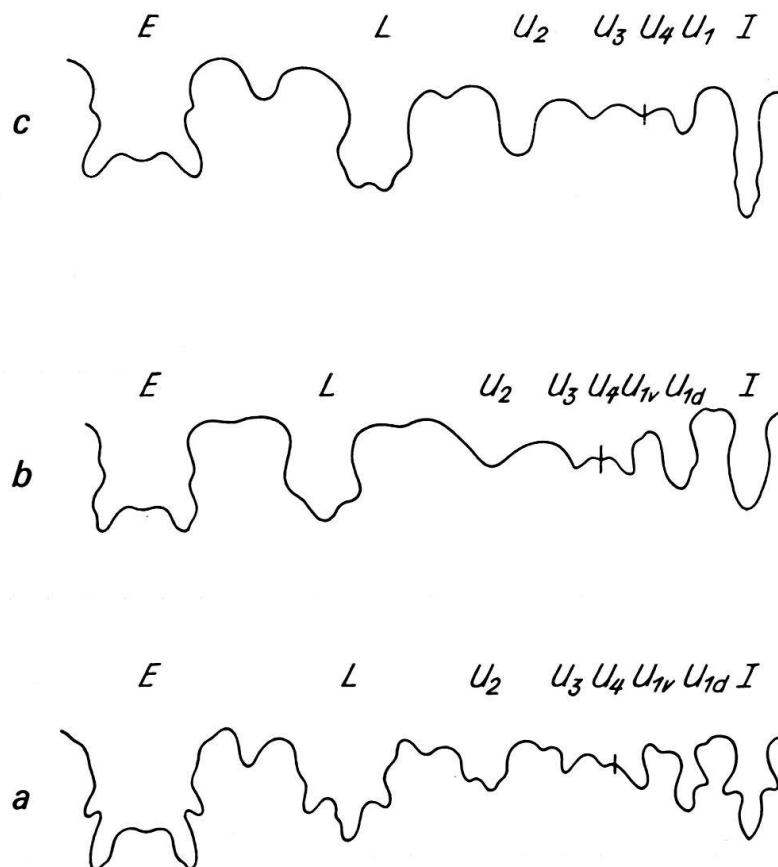 E L U₂ U₃ U₄ U₁ I
c
E L U₂ U₃ U₄ U₁ᵥ U₁d I
b
E L U₂ U₃ U₄ U₁ᵥ U₁d I
a